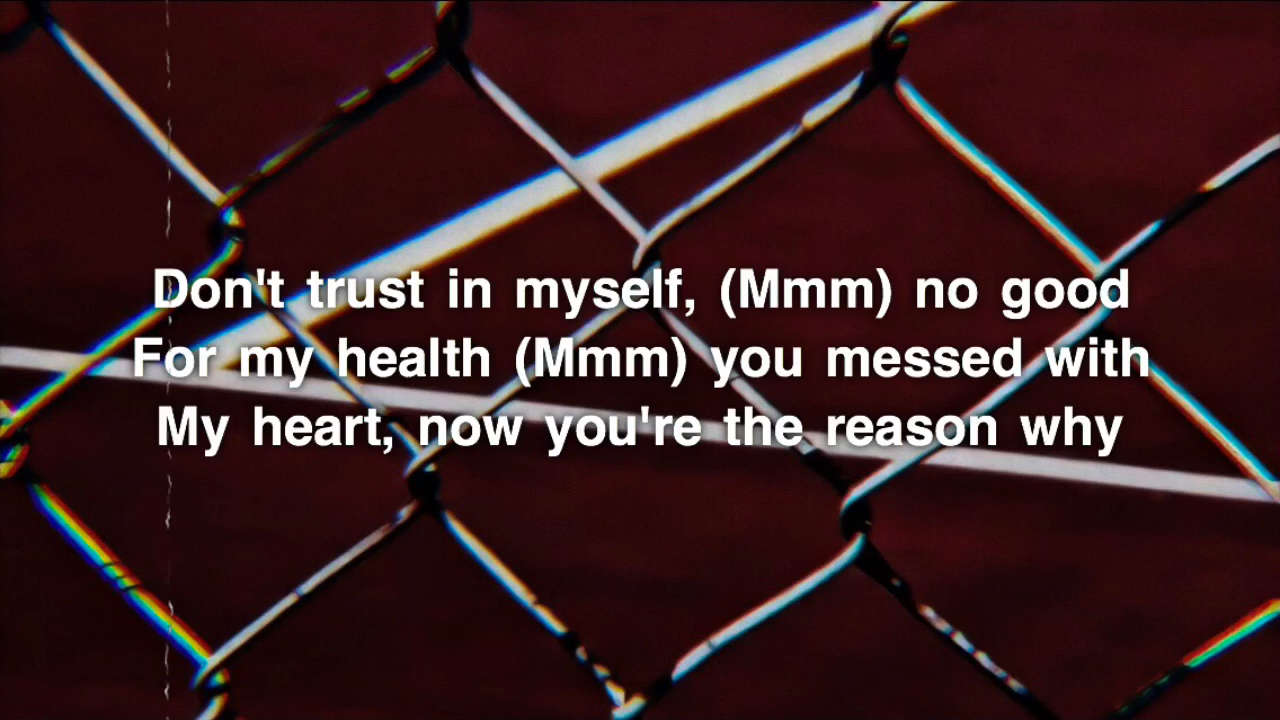 Don't trust in myself, (Mmm) no good
For my health (Mmm) you messed with
My heart, now you're the reason why